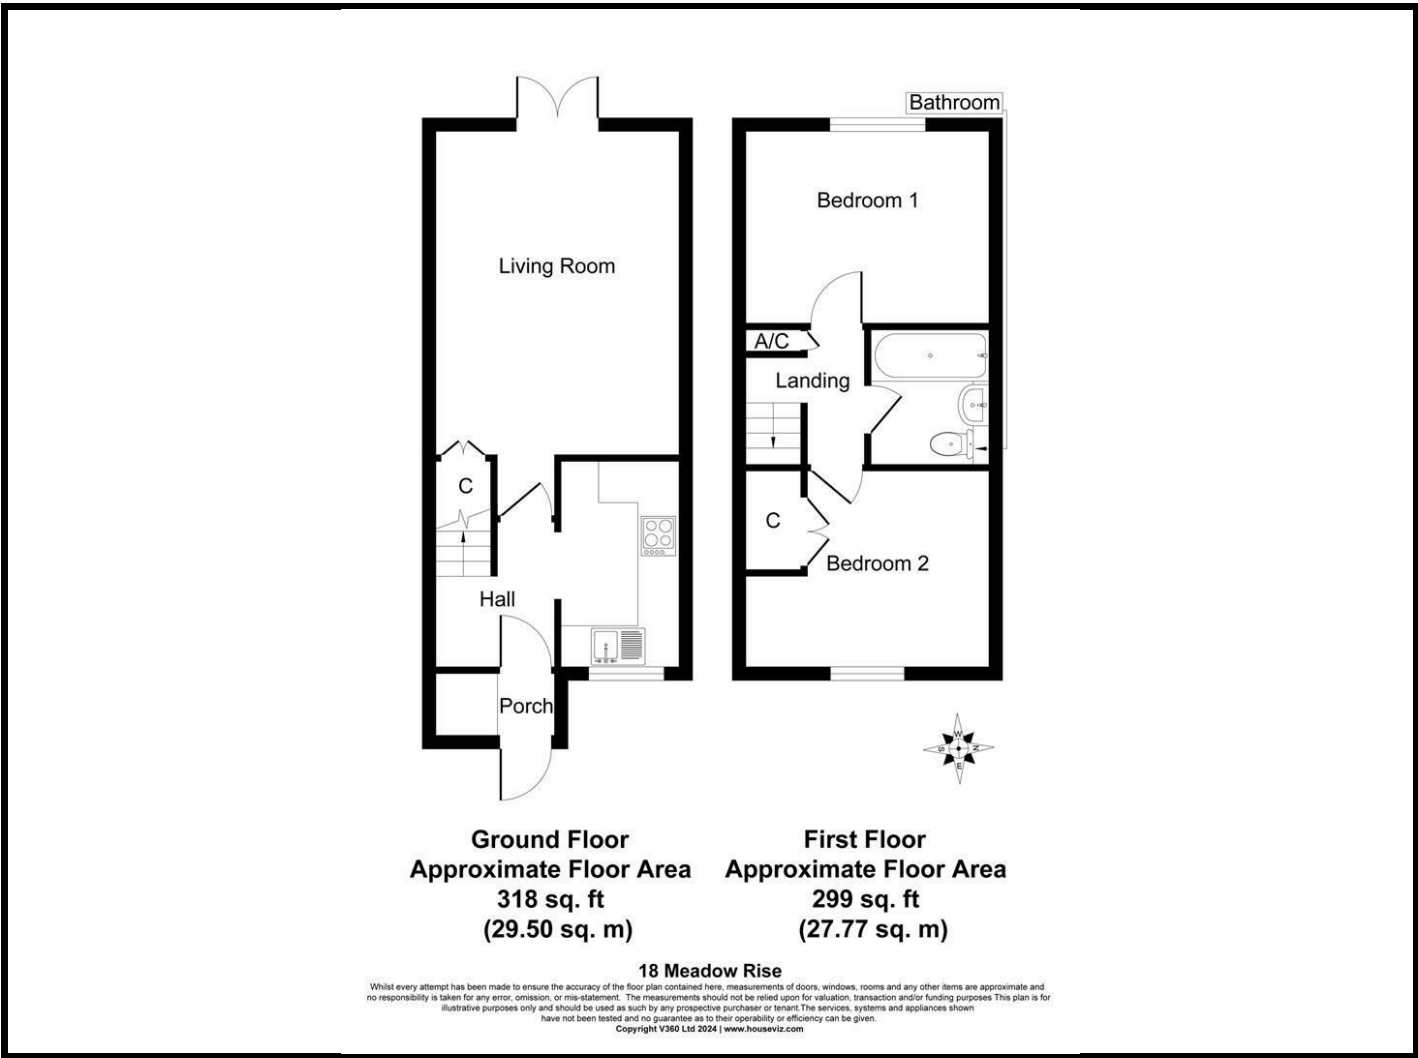 Bathroom
Bedroom 1
Living Room
A/C
Landing
C
C
Bedroom 2
Hall
Porch
W
S
N
E
Ground Floor
Approximate Floor Area
318 sq. ft
(29.50 sq. m)
First Floor
Approximate Floor Area
299 sq. ft
(27.77 sq. m)
18 Meadow Rise
Whilst every attempt has been made to ensure the accuracy of the floor plan contained here, measurements of doors, windows, rooms and any other items are approximate and
no responsibility is taken for any error, omission, or mis-statement. The measurements should not be relied upon for valuation, transaction and/or funding purposes This plan is for
illustrative purposes only and should be used as such by any prospective purchaser or tenant.The services, systems and appliances shown
have not been tested and no guarantee as to their operability or efficiency can be given.
Copyright V360 Ltd 2024 | www.houseviz.com